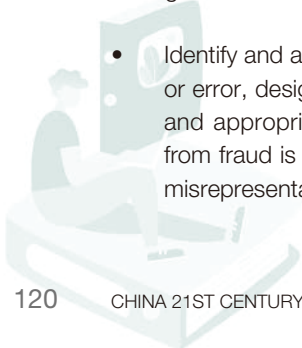 • Identify and a
or error, desig
and appropri
from fraud is
misrepresenta
120 CHINA 21ST CENTURY